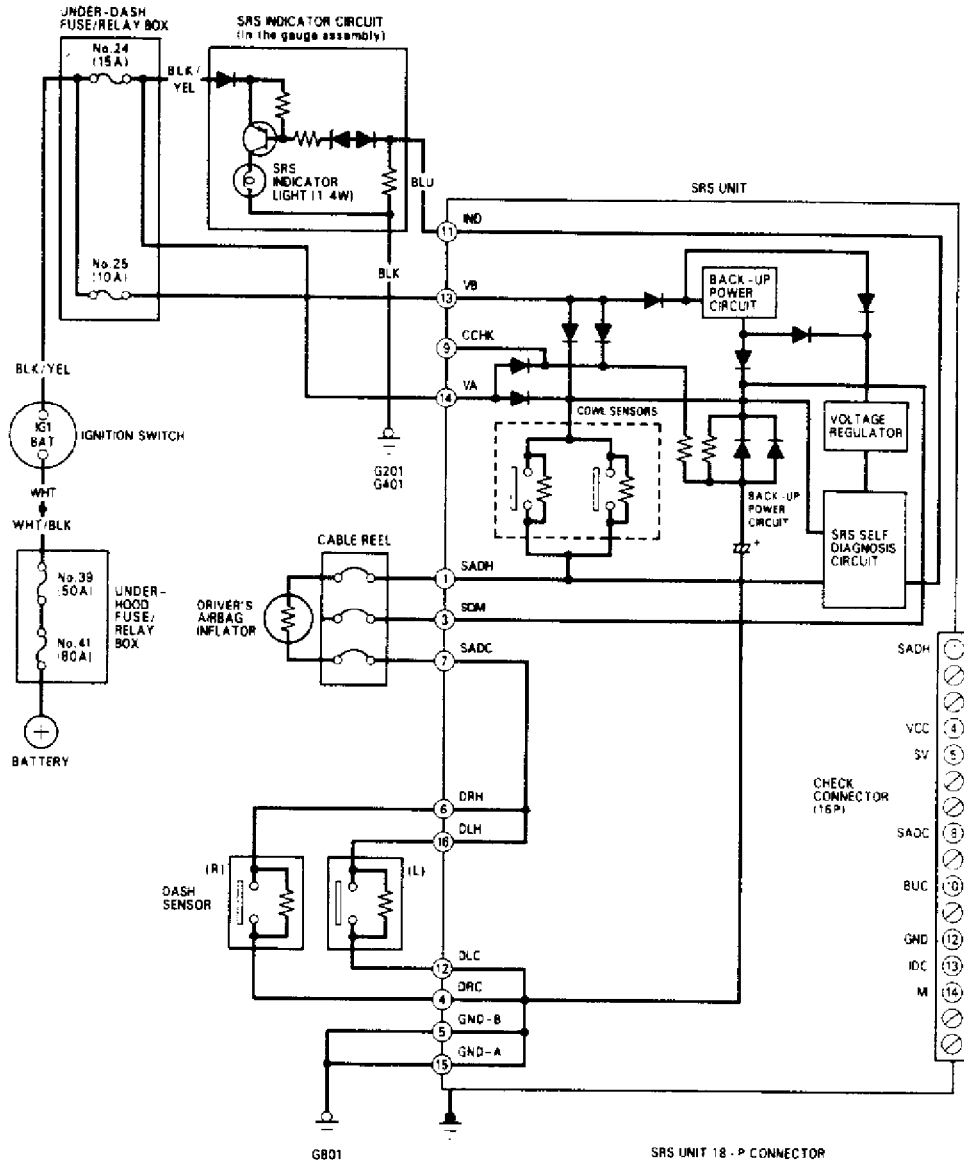 UNDER-DASH
FUSE/RELAY BOX
No.24
(15A)
BLK/
YEL
SRS INDICATOR CIRCUIT
(in the gauge assembly)
SRS
INDICATOR
LIGHT (1 4W)
BLU
BLK
No.25
(10A)
BLK/YEL
IG1
BAT
IGNITION SWITCH
WHT
WHT/BLK
No.39
(50A)
No.41
(80A)
UNDER-
HOOD
FUSE/
RELAY
BOX
BATTERY
G201
G401
CABLE REEL
DRIVER'S
AIRBAG
INFLATOR
SRS UNIT
11 IND
13 VB
9 CCHK
14 VA
BACK-UP
POWER
CIRCUIT
COWL SENSORS
VOLTAGE
REGULATOR
BACK-UP
POWER
CIRCUIT
+
SRS SELF
DIAGNOSIS
CIRCUIT
1 SADH
3 SDM
7 SADC
6 DRH
DLH
(R)
(L)
DASH
SENSOR
12 DLC
4 DRC
5 GND-B
15 GND-A
G801
SADH
VCC 4
SV 5
CHECK
CONNECTOR
(16P)
SADC 8
BUC 10
GND 12
IDC 13
MI 14
SRS UNIT 18-P CONNECTOR